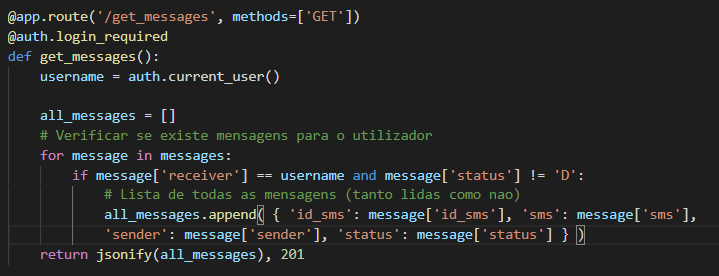 @app.route('/get_messages', methods=['GET'])
@auth.login_required
def get_messages():
    username = auth.current_user()

    all_messages = []
    # Verificar se existe mensagens para o utilizador
    for message in messages:
        if message['receiver'] == username and message['status'] != 'D':
            # Lista de todas as mensagens (tanto lidas como nao)
            all_messages.append( { 'id_sms': message['id_sms'], 'sms': message['sms'],
            'sender': message['sender'], 'status': message['status'] } )
    return jsonify(all_messages), 201